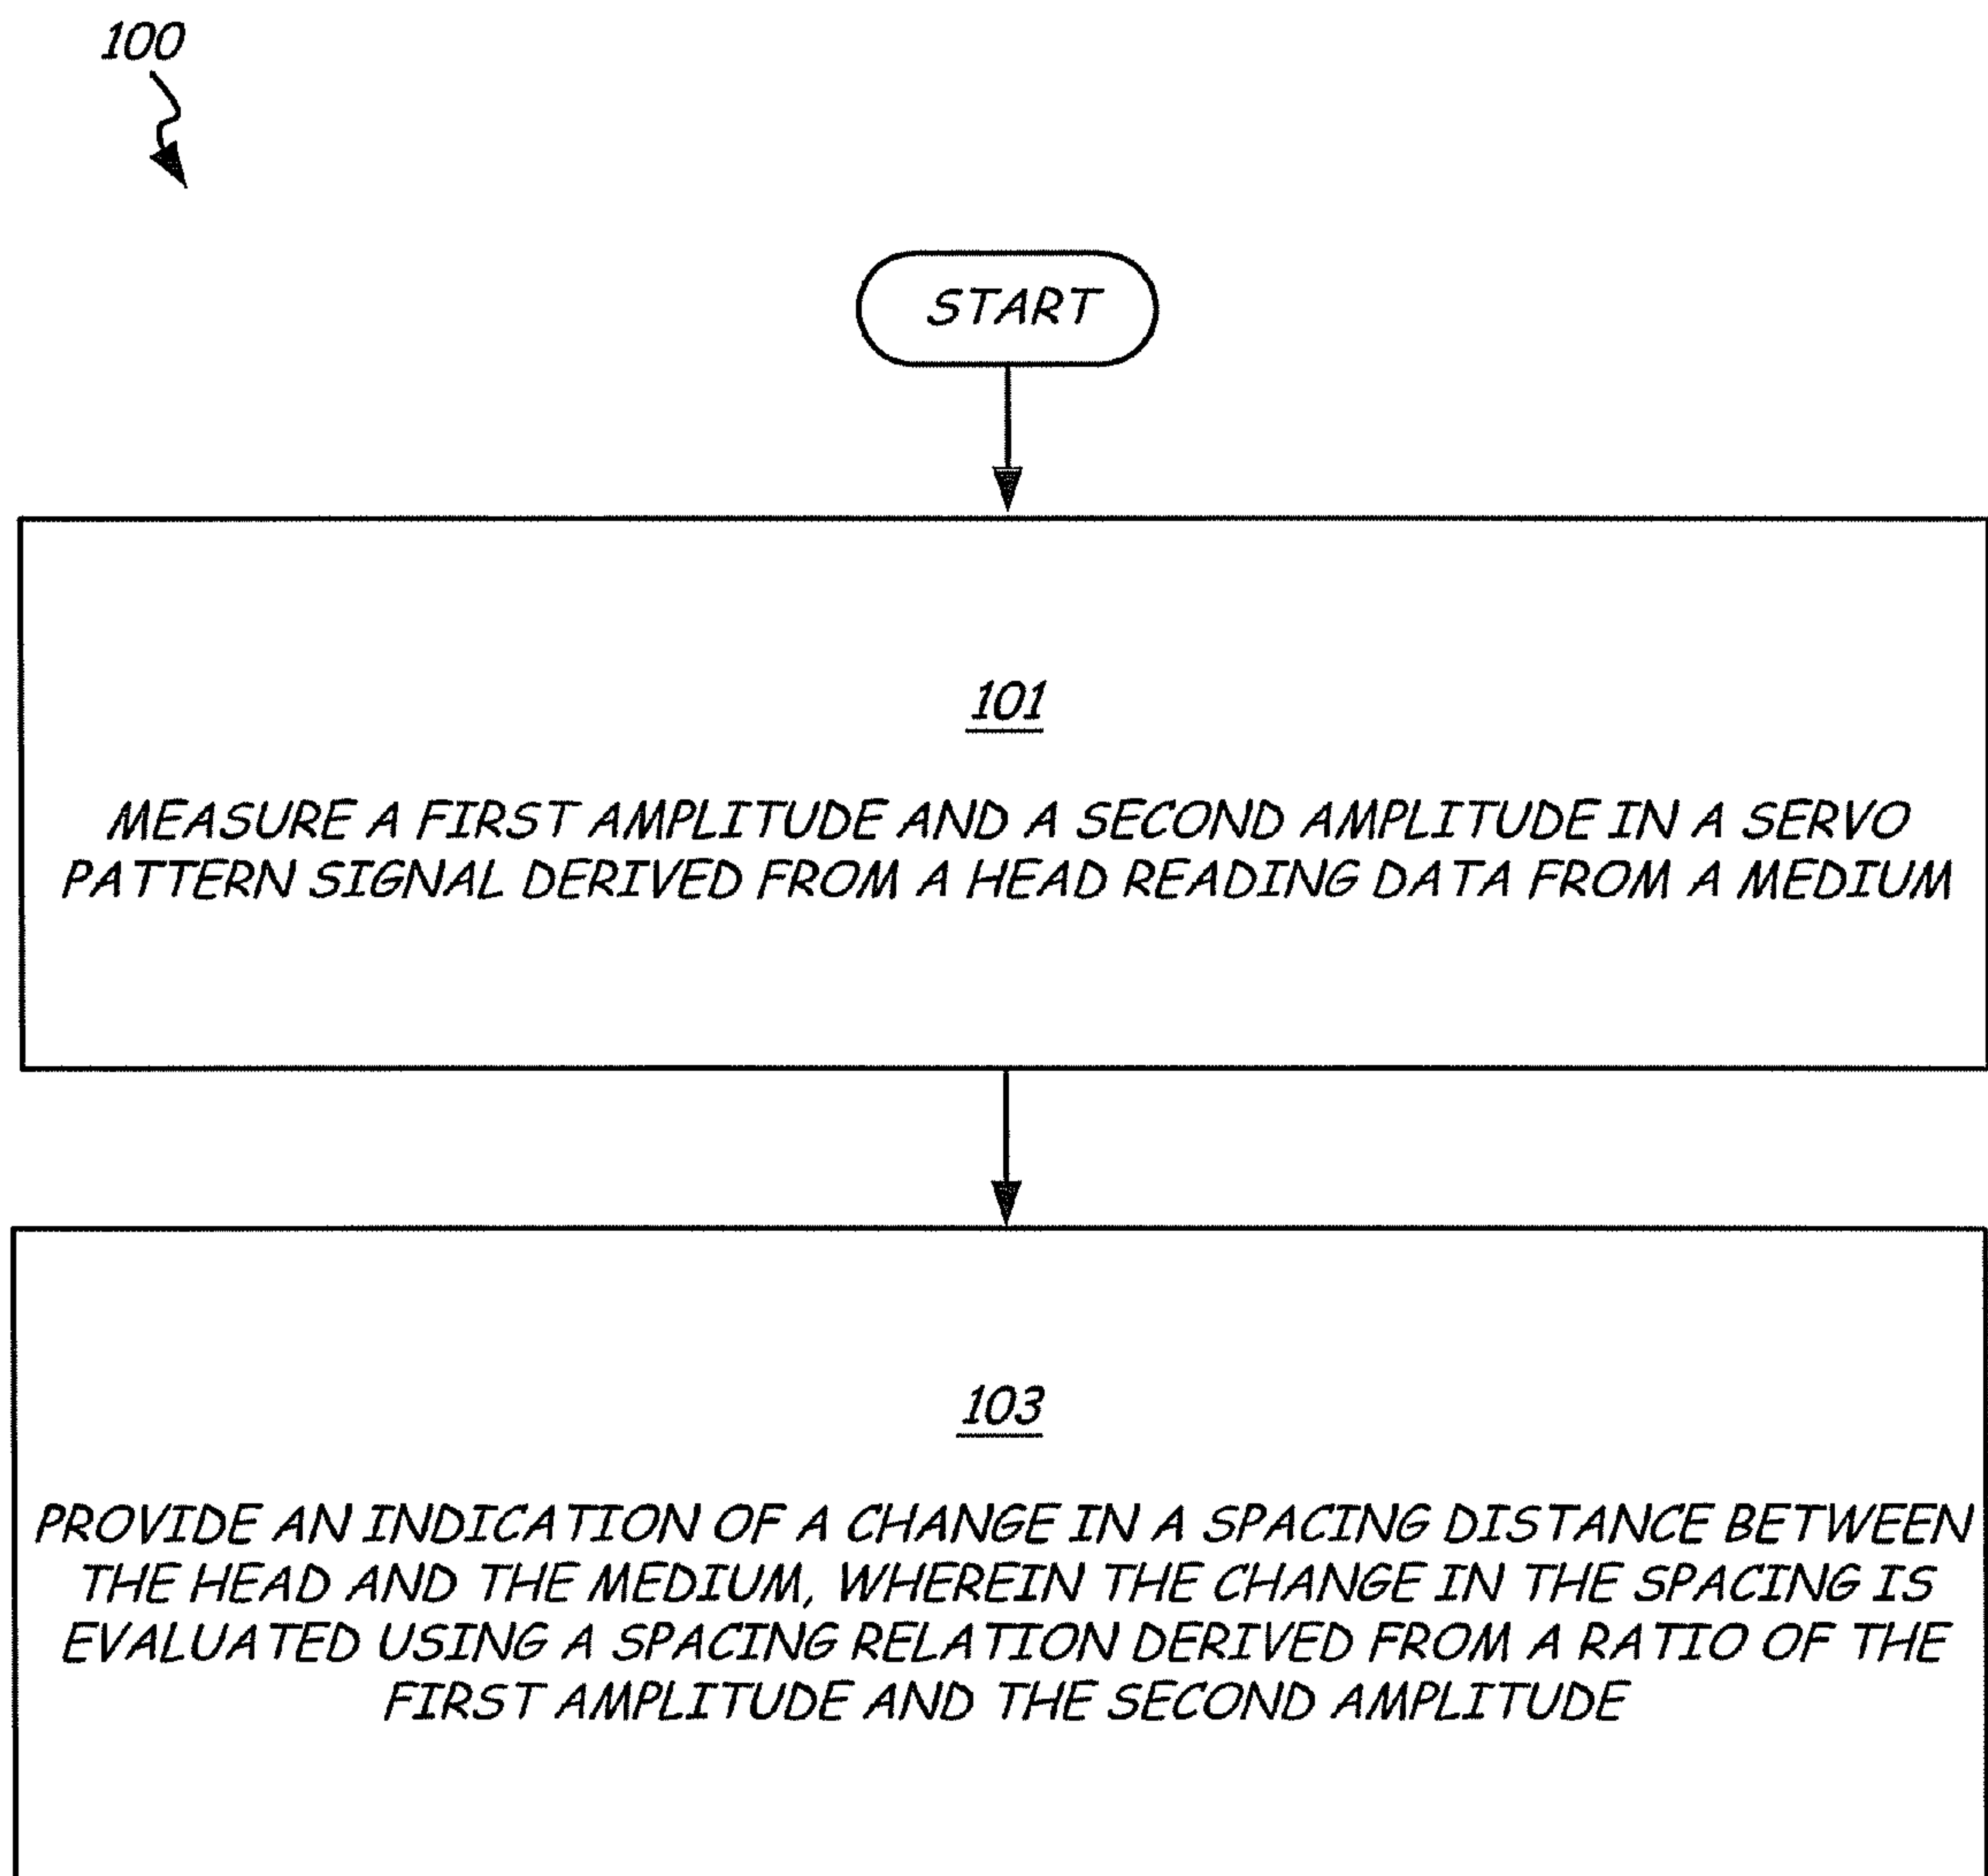 100
START
101
MEASURE A FIRST AMPLITUDE AND A SECOND AMPLITUDE IN A SERVO
PATTERN SIGNAL DERIVED FROM A HEAD READING DATA FROM A MEDIUM
103
PROVIDE AN INDICATION OF A CHANGE IN A SPACING DISTANCE BETWEEN
THE HEAD AND THE MEDIUM, WHEREIN THE CHANGE IN THE SPACING IS
EVALUATED USING A SPACING RELATION DERIVED FROM A RATIO OF THE
FIRST AMPLITUDE AND THE SECOND AMPLITUDE